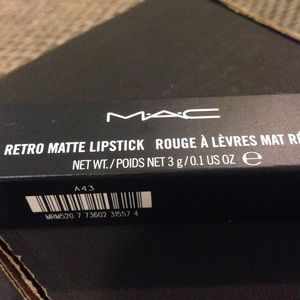 MAC
RETRO MATTE LIPSTICK ROUGE À LÈVRES MAT RÉ
NET WT./POIDS NET 3 g/0.1 US OZ ℮
A43
MRM520 7 73602 31557 4